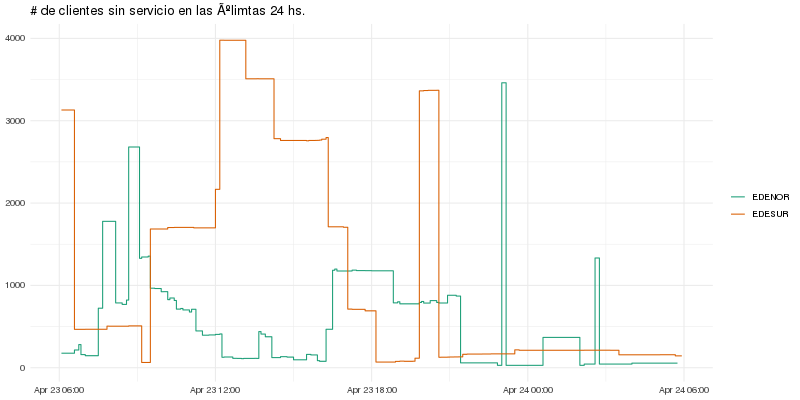 # de clientes sin servicio en las Ãºlimtas 24 hs.
4000
3000
2000
1000
0
Apr 23 06:00
Apr 23 12:00
Apr 23 18:00
Apr 24 00:00
Apr 24 06:00
EDENOR
EDESUR